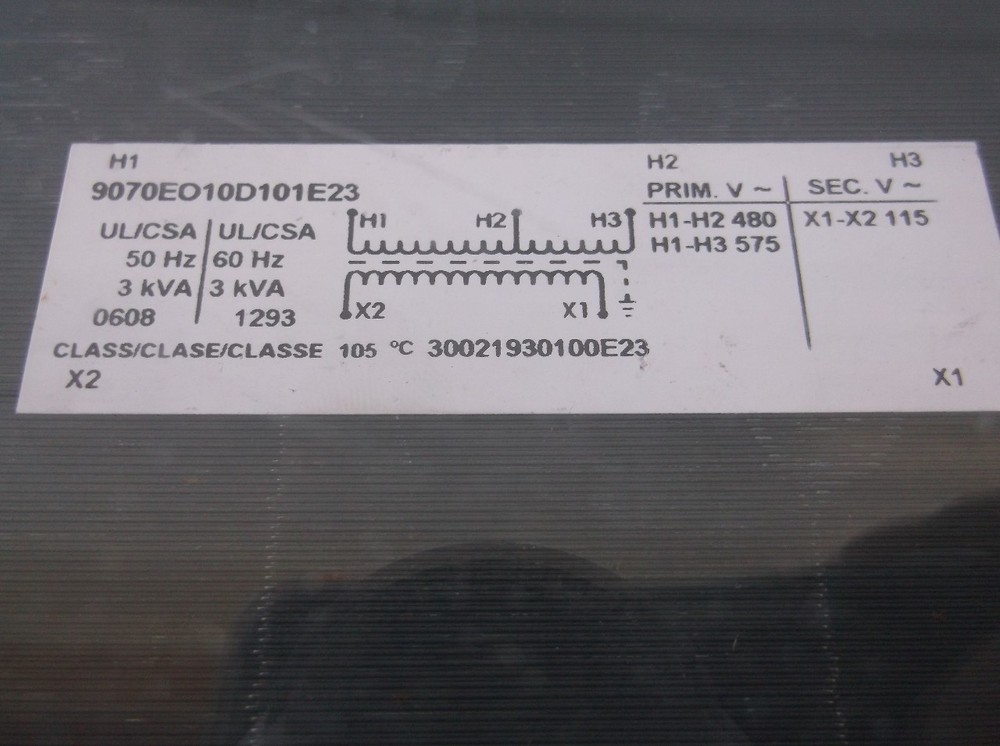 H1 H2 H3
9070EO10D101E23
PRIM. V ~ SEC. V ~
H1 H2 H3
H1-H2 480 X1-X2 115
H1-H3 575
UL/CSA UL/CSA
50 Hz 60 Hz
3 kVA 3 kVA
0608 1293
X2 X1
CLASS/CLASE/CLASSE 105 °C 30021930100E23
X2 X1